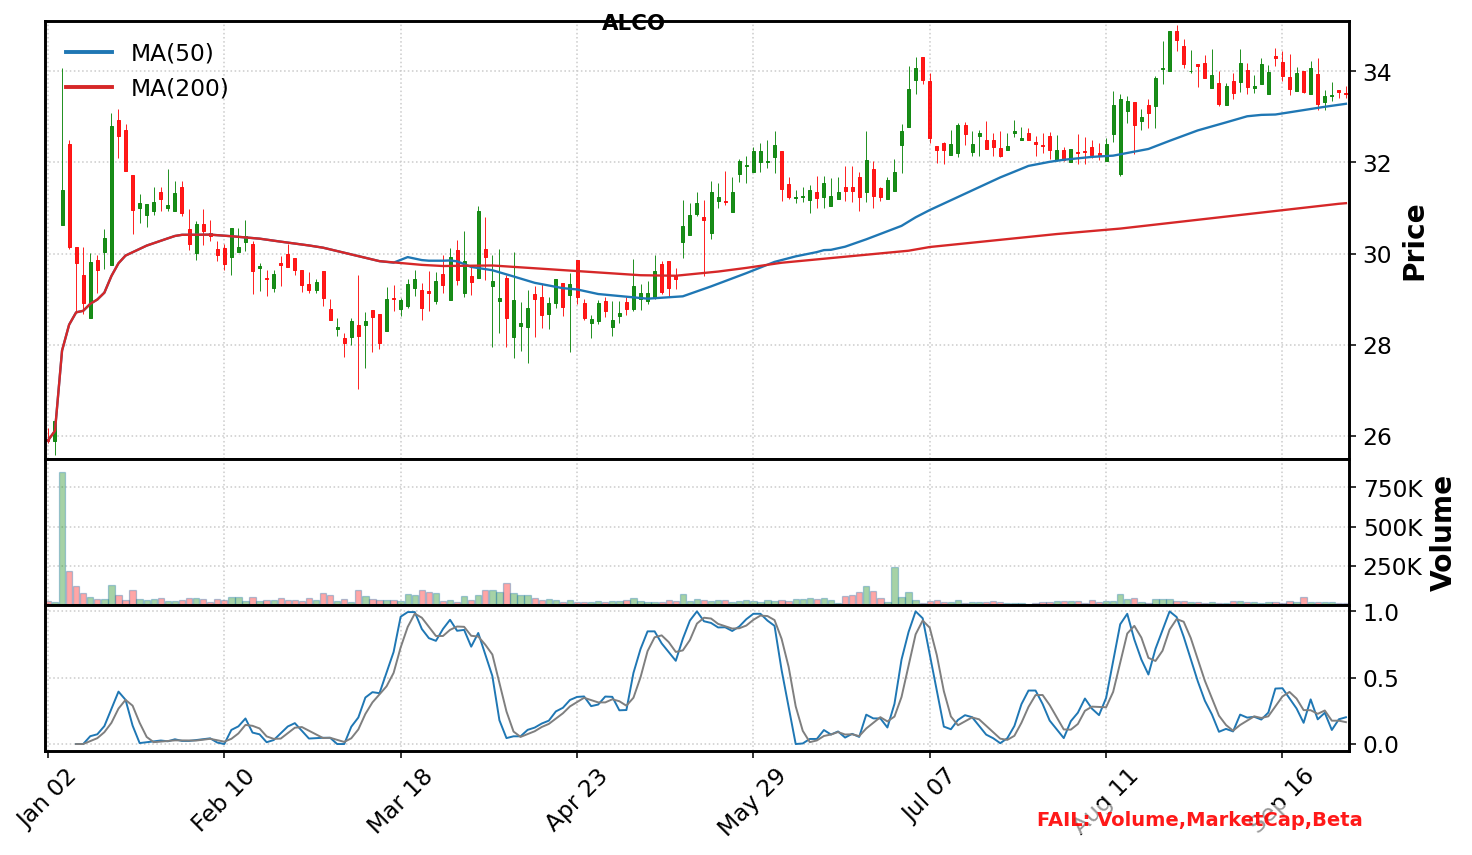 ALCO
MA(50)
MA(200)
34
32
30
28
26
Price
750K
500K
250K
Volume
1.0
0.5
0.0
Jan 02
Feb 10
Mar 18
Apr 23
May 29
Jul 07
Aug 11
Sep 16
FAIL: Volume,MarketCap,Beta